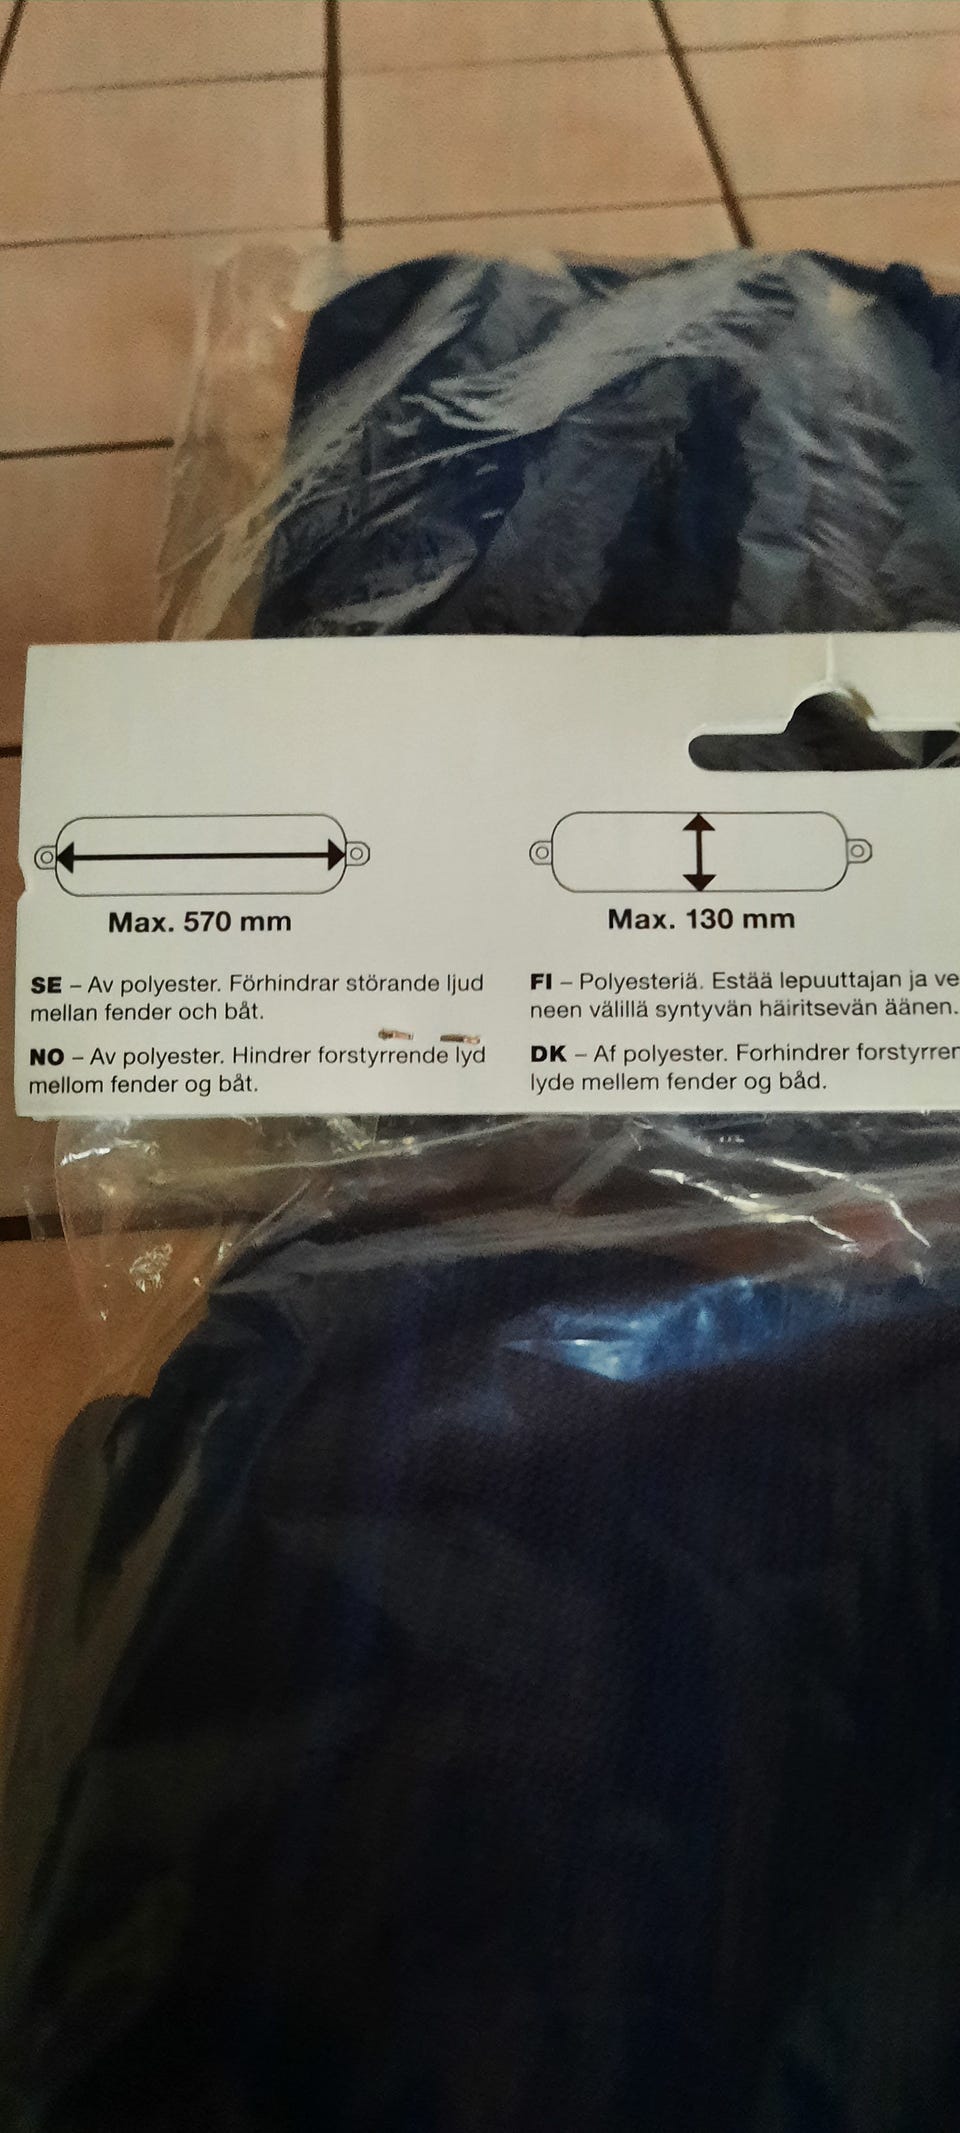 Max. 570 mm
Max. 130 mm
SE – Av polyester. Förhindrar störande ljud
mellan fender och båt.
NO – Av polyester. Hindrer forstyrrende lyd
mellom fender og båt.
FI – Polyesteriä. Estää lepuuttajan ja ve
neen välillä syntyvän häiritsevän äänen.
DK – Af polyester. Forhindrer forstyrrer
lyde mellem fender og båd.